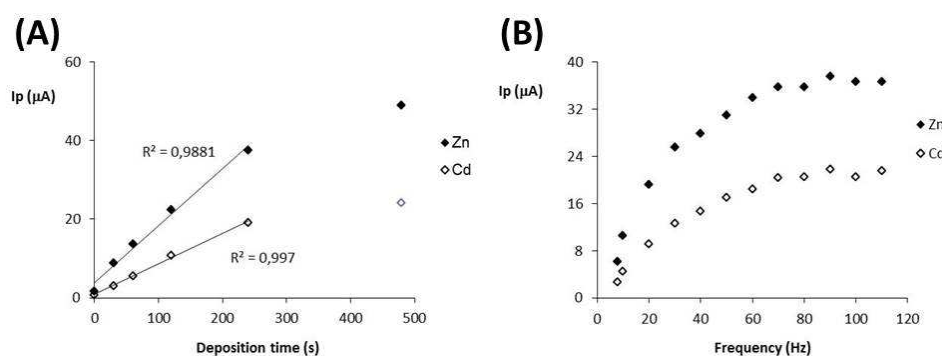 (A)
60
Ip (µA)
40
20
0
R² = 0,9881
R² = 0,997
Zn
Cd
0 100 200 300 400 500
Deposition time (s)
(B)
40
Ip (µA)
32
24
16
8
0
Zn
Cd
0 20 40 60 80 100 120
Frequency (Hz)